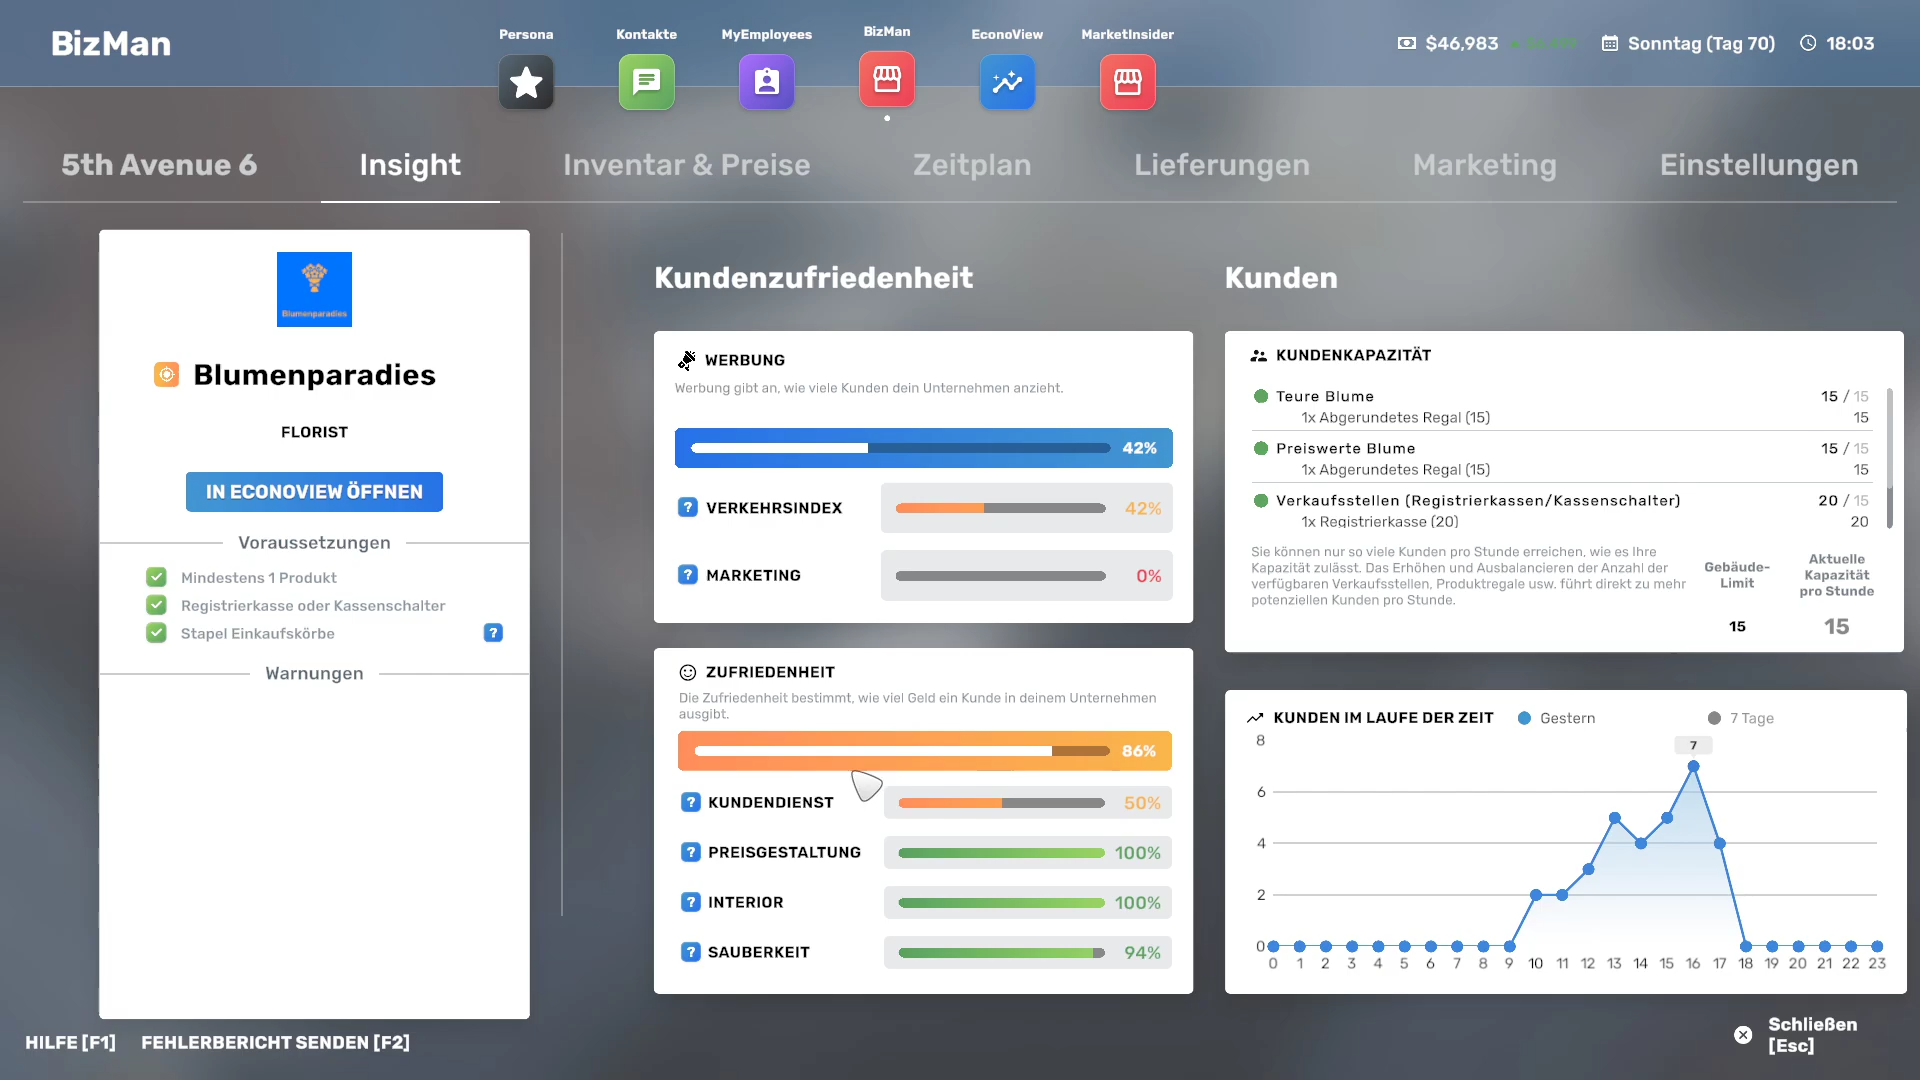 BizMan
Persona
Kontakte
MyEmployees
BizMan
EconoView
MarketInsider
$46,983
Sonntag (Tag 70)
18:03
5th Avenue 6
Insight
Inventar & Preise
Zeitplan
Lieferungen
Marketing
Einstellungen
Blumenparadies
Blumenparadies
FLORIST
IN ECONOVIEW ÖFFNEN
Voraussetzungen
Mindestens 1 Produkt
Registrierkasse oder Kassenschalter
Stapel Einkaufskörbe
?
Warnungen
Kundenzufriedenheit
WERBUNG
Werbung gibt an, wie viele Kunden dein Unternehmen anzieht.
42%
? VERKEHRSINDEX 42%
? MARKETING 0%
ZUFRIEDENHEIT
Die Zufriedenheit bestimmt, wie viel Geld ein Kunde in deinem Unternehmen
ausgibt.
86%
? KUNDENDIENST 50%
? PREISGESTALTUNG 100%
? INTERIOR 100%
? SAUBERKEIT 94%
Kunden
KUNDENKAPAZITÄT
Teure Blume 15 / 15
1x Abgerundetes Regal (15) 15
Preiswerte Blume 15 / 15
1x Abgerundetes Regal (15) 15
Verkaufsstellen (Registrierkassen/Kassenschalter) 20 / 15
1x Registrierkasse (20) 20
Sie können nur so viele Kunden pro Stunde erreichen, wie es Ihre
Kapazität zulässt. Das Erhöhen und Ausbalancieren der Anzahl der
verfügbaren Verkaufsstellen, Produktregale usw. führt direkt zu mehr
potenziellen Kunden pro Stunde.
Gebäude-
Limit
15
Aktuelle
Kapazität
pro Stunde
15
KUNDEN IM LAUFE DER ZEIT
Gestern
7 Tage
8
7
6
4
2
0
0 1 2 3 4 5 6 7 8 9 10 11 12 13 14 15 16 17 18 19 20 21 22 23
HILFE [F1]
FEHLERBERICHT SENDEN [F2]
Schließen
[Esc]